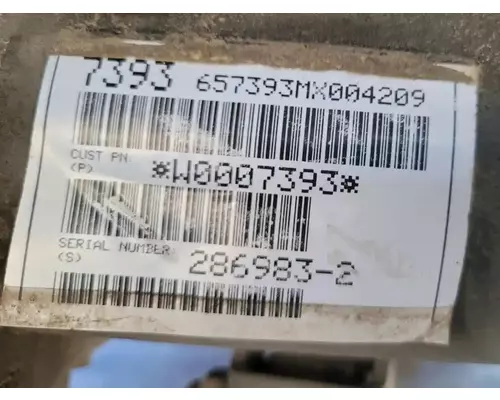 7393 657393MX004209
CUST PN
(P) *W0007393*
SERIAL NUMBER
(S) 286983-2